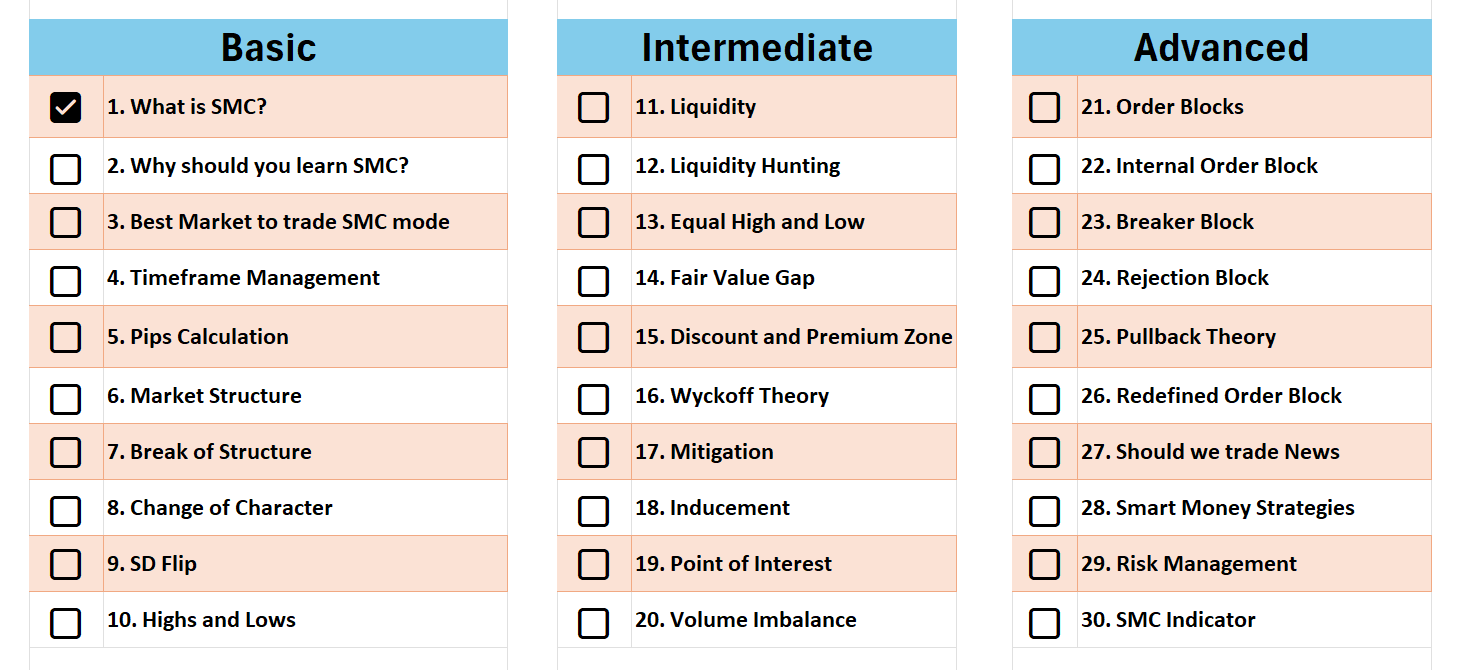 Basic
1. What is SMC?
2. Why should you learn SMC?
3. Best Market to trade SMC mode
4. Timeframe Management
5. Pips Calculation
6. Market Structure
7. Break of Structure
8. Change of Character
9. SD Flip
10. Highs and Lows
Intermediate
11. Liquidity
12. Liquidity Hunting
13. Equal High and Low
14. Fair Value Gap
15. Discount and Premium Zone
16. Wyckoff Theory
17. Mitigation
18. Inducement
19. Point of Interest
20. Volume Imbalance
Advanced
21. Order Blocks
22. Internal Order Block
23. Breaker Block
24. Rejection Block
25. Pullback Theory
26. Redefined Order Block
27. Should we trade News
28. Smart Money Strategies
29. Risk Management
30. SMC Indicator